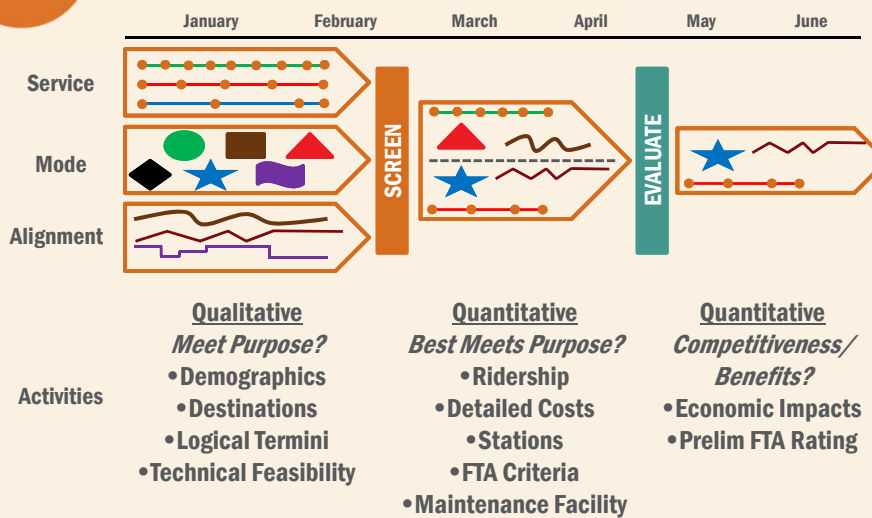 January February March April May June
Service
Mode
Alignment
SCREEN
EVALUATE
Activities
Qualitative
Meet Purpose?
•Demographics
•Destinations
•Logical Termini
•Technical Feasibility
Quantitative
Best Meets Purpose?
•Ridership
•Detailed Costs
•Stations
•FTA Criteria
•Maintenance Facility
Quantitative
Competitiveness/
Benefits?
•Economic Impacts
•Prelim FTA Rating